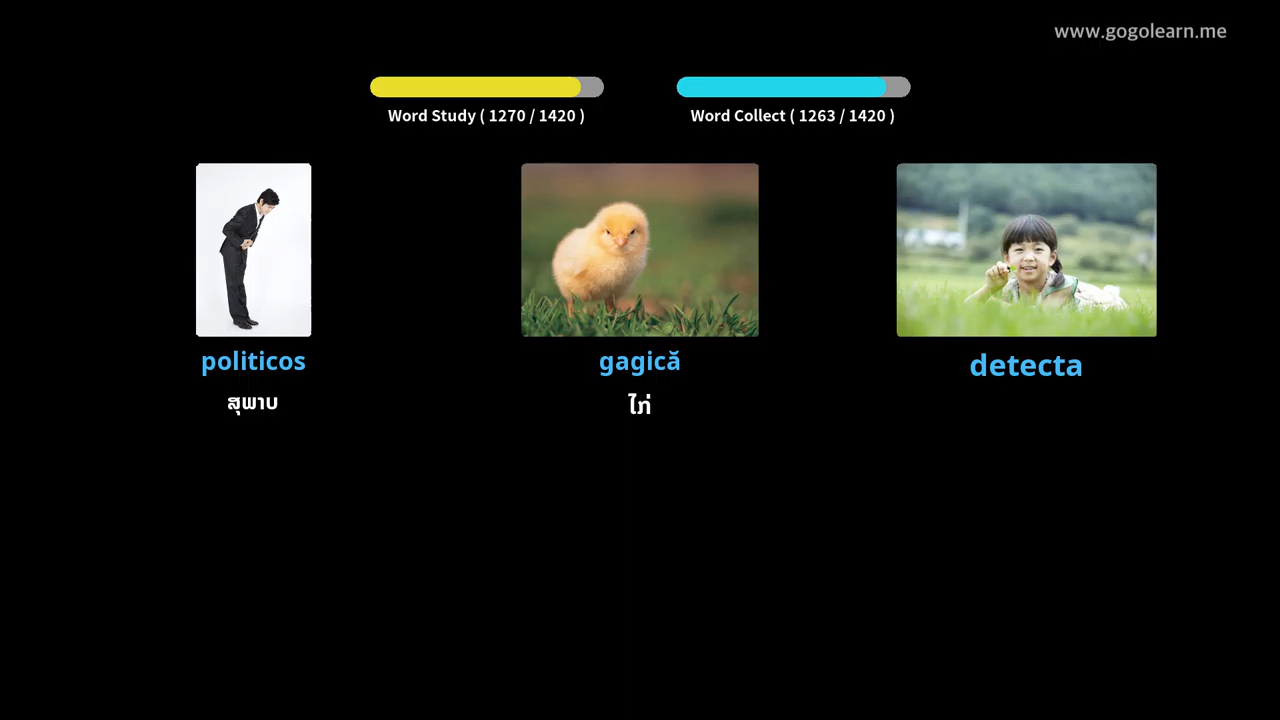 www.gogolearn.me
Word Study ( 1270 / 1420 )
Word Collect ( 1263 / 1420 )
politicos
gagică
detecta
ສຸພາບ
ໄກ່